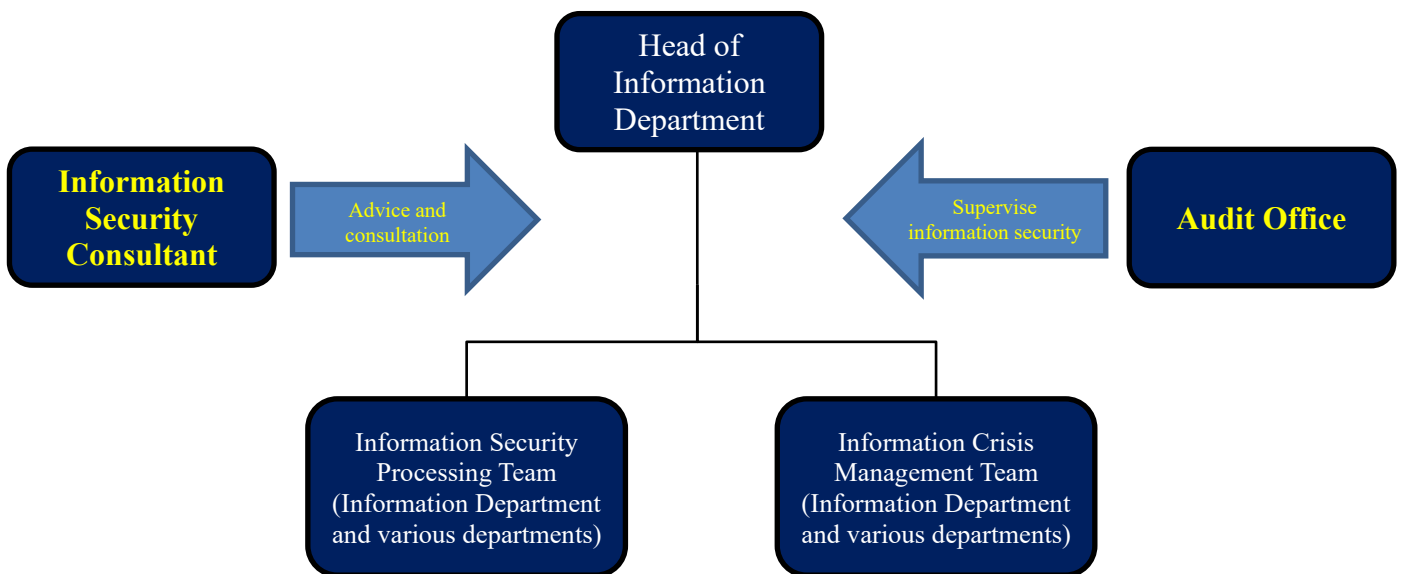 Head of
Information
Department
Information
Security
Consultant
Advice and
consultation
Supervise
information security
Audit Office
Information Security
Processing Team
(Information Department
and various departments)
Information Crisis
Management Team
(Information Department
and various departments)